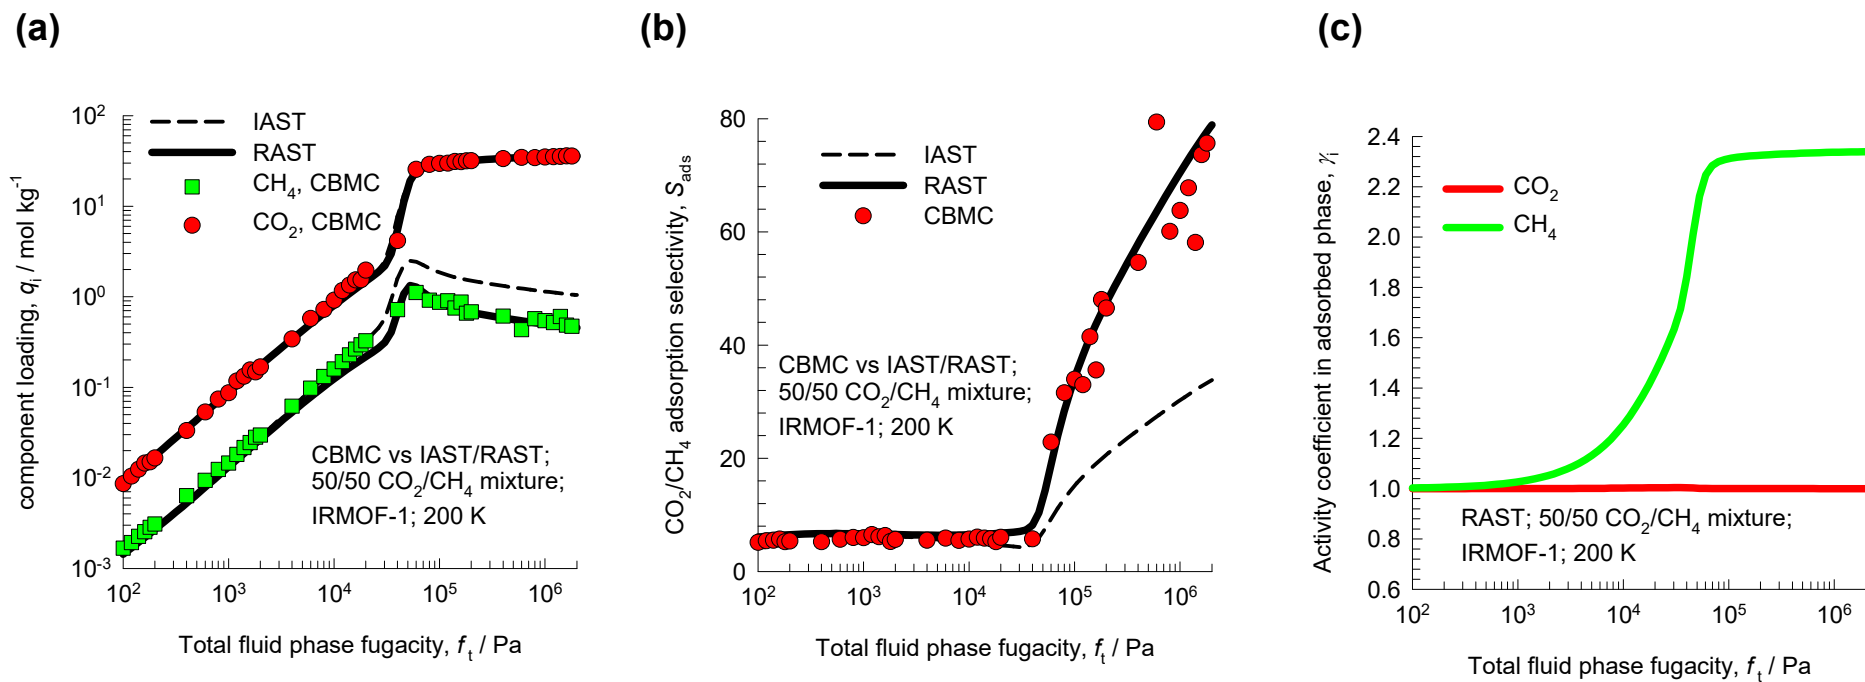 (a)
10² 10¹ 10⁰ 10⁻¹ 10⁻² 10⁻³
component loading, qᵢ / mol kg⁻¹
IAST
RAST
CH₄, CBMC
CO₂, CBMC
CBMC vs IAST/RAST;
50/50 CO₂/CH₄ mixture;
IRMOF-1; 200 K
10² 10³ 10⁴ 10⁵ 10⁶
Total fluid phase fugacity, fₜ / Pa
(b)
80 60 40 20 0
CO₂/CH₄ adsorption selectivity, S_ads
IAST
RAST
CBMC
CBMC vs IAST/RAST;
50/50 CO₂/CH₄ mixture;
IRMOF-1; 200 K
10² 10³ 10⁴ 10⁵ 10⁶
Total fluid phase fugacity, fₜ / Pa
(c)
2.4 2.2 2.0 1.8 1.6 1.4 1.2 1.0 0.8 0.6
Activity coefficient in adsorbed phase, γᵢ
CO₂
CH₄
RAST; 50/50 CO₂/CH₄ mixture;
IRMOF-1; 200 K
10² 10³ 10⁴ 10⁵ 10⁶
Total fluid phase fugacity, fₜ / Pa